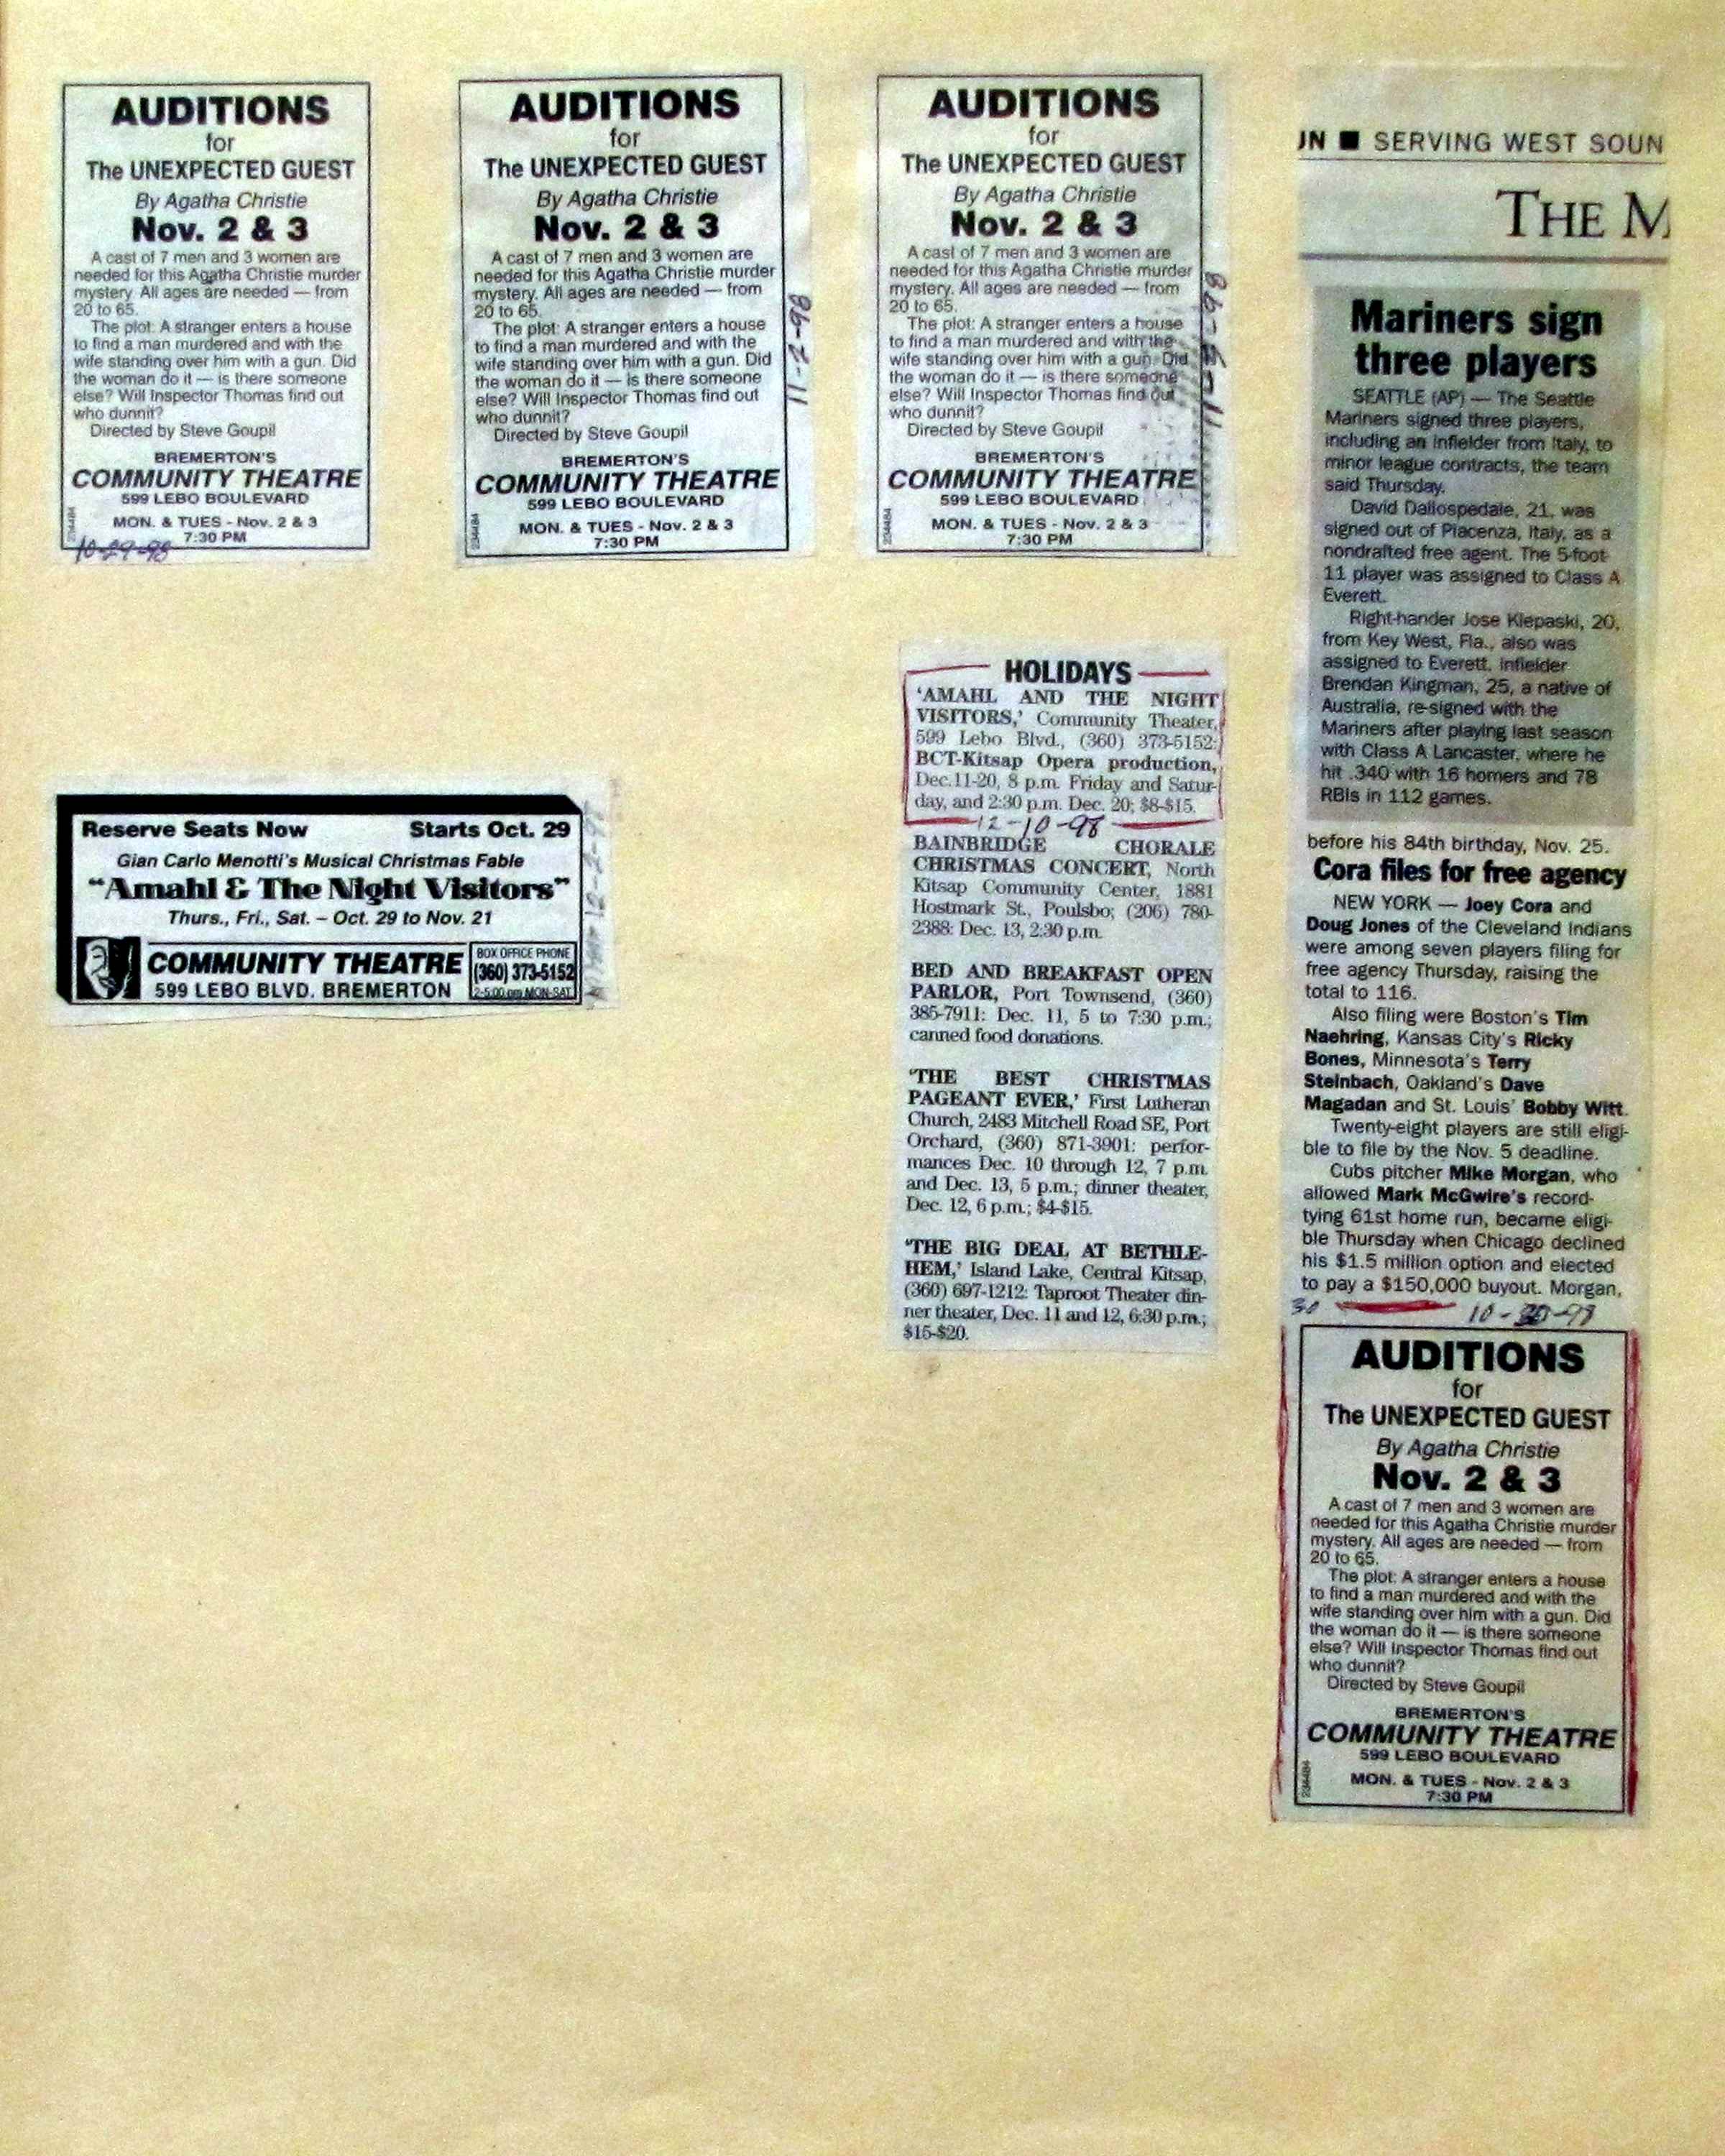 AUDITIONS
for
The UNEXPECTED GUEST
By Agatha Christie
Nov. 2 & 3
A cast of 7 men and 3 women are
needed for this Agatha Christie murder
mystery. All ages are needed — from
20 to 65.
The plot: A stranger enters a house
to find a man murdered and with the
wife standing over him with a gun. Did
the woman do it — is there someone
else? Will Inspector Thomas find out
who dunnit?
Directed by Steve Goupil
BREMERTON'S
COMMUNITY THEATRE
599 LEBO BOULEVARD
MON. & TUES - Nov. 2 & 3
7:30 PM
234484
10-29-98
AUDITIONS
for
The UNEXPECTED GUEST
By Agatha Christie
Nov. 2 & 3
A cast of 7 men and 3 women are
needed for this Agatha Christie murder
mystery. All ages are needed — from
20 to 65.
The plot: A stranger enters a house
to find a man murdered and with the
wife standing over him with a gun. Did
the woman do it — is there someone
else? Will Inspector Thomas find out
who dunnit?
Directed by Steve Goupil
BREMERTON'S
COMMUNITY THEATRE
599 LEBO BOULEVARD
MON. & TUES - Nov. 2 & 3
7:30 PM
234484
11-2-98
AUDITIONS
for
The UNEXPECTED GUEST
By Agatha Christie
Nov. 2 & 3
A cast of 7 men and 3 women are
needed for this Agatha Christie murder
mystery. All ages are needed — from
20 to 65.
The plot: A stranger enters a house
to find a man murdered and with the
wife standing over him with a gun. Did
the woman do it — is there someone
else? Will Inspector Thomas find out
who dunnit?
Directed by Steve Goupil
BREMERTON'S
COMMUNITY THEATRE
599 LEBO BOULEVARD
MON. & TUES - Nov. 2 & 3
7:30 PM
234484
Reserve Seats Now Starts Oct. 29
Gian Carlo Menotti's Musical Christmas Fable
"Amahl & The Night Visitors"
Thurs., Fri., Sat. – Oct. 29 to Nov. 21
COMMUNITY THEATRE
599 LEBO BLVD. BREMERTON
BOX OFFICE PHONE
(360) 373-5152
2-5:00 pm MON-SAT
HOLIDAYS
'AMAHL AND THE NIGHT
VISITORS,' Community Theater,
599 Lebo Blvd., (360) 373-5152:
BCT-Kitsap Opera production,
Dec.11-20, 8 p.m. Friday and Satur-
day, and 2:30 p.m. Dec. 20; $8-$15.
12-10-98
BAINBRIDGE CHORALE
CHRISTMAS CONCERT, North
Kitsap Community Center, 1881
Hostmark St., Poulsbo; (206) 780-
2388: Dec. 13, 2:30 p.m.
BED AND BREAKFAST OPEN
PARLOR, Port Townsend, (360)
385-7911: Dec. 11, 5 to 7:30 p.m.;
canned food donations.
'THE BEST CHRISTMAS
PAGEANT EVER,' First Lutheran
Church, 2483 Mitchell Road SE, Port
Orchard, (360) 871-3901: perfor-
mances Dec. 10 through 12, 7 p.m.
and Dec. 13, 5 p.m.; dinner theater,
Dec. 12, 6 p.m.; $4-$15.
'THE BIG DEAL AT BETHLE-
HEM,' Island Lake, Central Kitsap,
(360) 697-1212: Taproot Theater din-
ner theater, Dec. 11 and 12, 6:30 p.m.;
$15-$20.
UN ■ SERVING WEST SOUN
THE M
Mariners sign
three players
SEATTLE (AP) — The Seattle
Mariners signed three players,
including an infielder from Italy, to
minor league contracts, the team
said Thursday.
David Dallospedale, 21, was
signed out of Piacenza, Italy, as a
nondrafted free agent. The 5-foot-
11 player was assigned to Class A
Everett.
Right-hander Jose Klepaski, 20,
from Key West, Fla., also was
assigned to Everett. Infielder
Brendan Kingman, 25, a native of
Australia, re-signed with the
Mariners after playing last season
with Class A Lancaster, where he
hit .340 with 16 homers and 78
RBIs in 112 games.
before his 84th birthday, Nov. 25.
Cora files for free agency
NEW YORK — Joey Cora and
Doug Jones of the Cleveland Indians
were among seven players filing for
free agency Thursday, raising the
total to 116.
Also filing were Boston's Tim
Naehring, Kansas City's Ricky
Bones, Minnesota's Terry
Steinbach, Oakland's Dave
Magadan and St. Louis' Bobby Witt.
Twenty-eight players are still eligi-
ble to file by the Nov. 5 deadline.
Cubs pitcher Mike Morgan, who
allowed Mark McGwire's record-
tying 61st home run, became eligi-
ble Thursday when Chicago declined
his $1.5 million option and elected
to pay a $150,000 buyout. Morgan,
30 10-30-98
AUDITIONS
for
The UNEXPECTED GUEST
By Agatha Christie
Nov. 2 & 3
A cast of 7 men and 3 women are
needed for this Agatha Christie murder
mystery. All ages are needed — from
20 to 65.
The plot: A stranger enters a house
to find a man murdered and with the
wife standing over him with a gun. Did
the woman do it — is there someone
else? Will Inspector Thomas find out
who dunnit?
Directed by Steve Goupil
BREMERTON'S
COMMUNITY THEATRE
599 LEBO BOULEVARD
MON. & TUES - Nov. 2 & 3
7:30 PM
234484